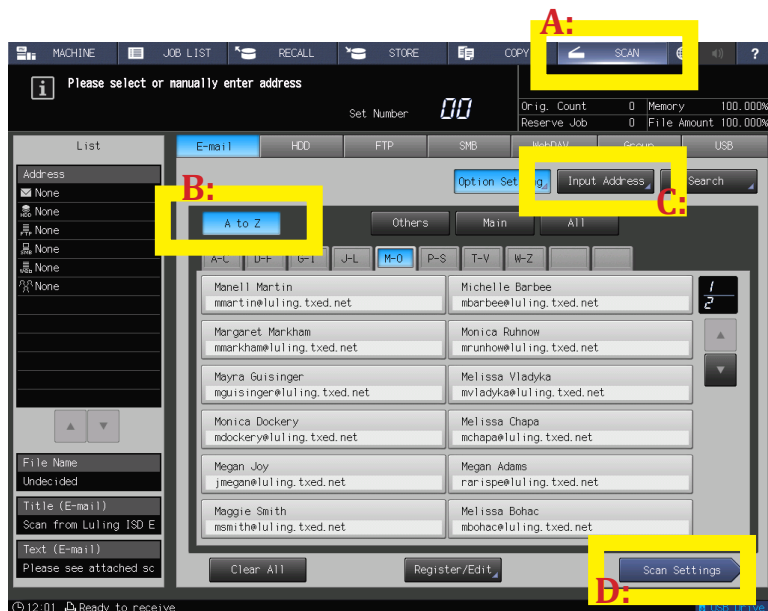 A:
MACHINE JOB LIST RECALL STORE COPY SCAN ?
i Please select or manually enter address
Set Number 00
Orig. Count 0 Memory 100.000%
Reserve Job 0 File Amount 100.000%
List E-mail HDD FTP SMB WebDAV Group USB
Address
Option Setting Input Address Search
B:
C:
None
None
None
None
None
None
A to Z Others Main All
A-C D-F G-I J-L M-O P-S T-V W-Z
Manell Martin Michelle Barbee
mmartin@luling.txed.net mbarbee@luling.txed.net
1/2
Margaret Markham Monica Ruhnow
mmarkham@luling.txed.net mrunhow@luling.txed.net
Mayra Guisinger Melissa Vladyka
mguisinger@luling.txed.net mvladyka@luling.txed.net
Monica Dockery Melissa Chapa
mdockery@luling.txed.net mchapa@luling.txed.net
File Name
Undecided
Megan Joy Megan Adams
jmegan@luling.txed.net rarispe@luling.txed.net
Title (E-mail)
Scan from Luling ISD E
Maggie Smith Melissa Bohac
msmith@luling.txed.net mbohac@luling.txed.net
Text (E-mail)
Please see attached sc
Clear All Register/Edit Scan Settings
D:
12:01 Ready to receive USB Drive